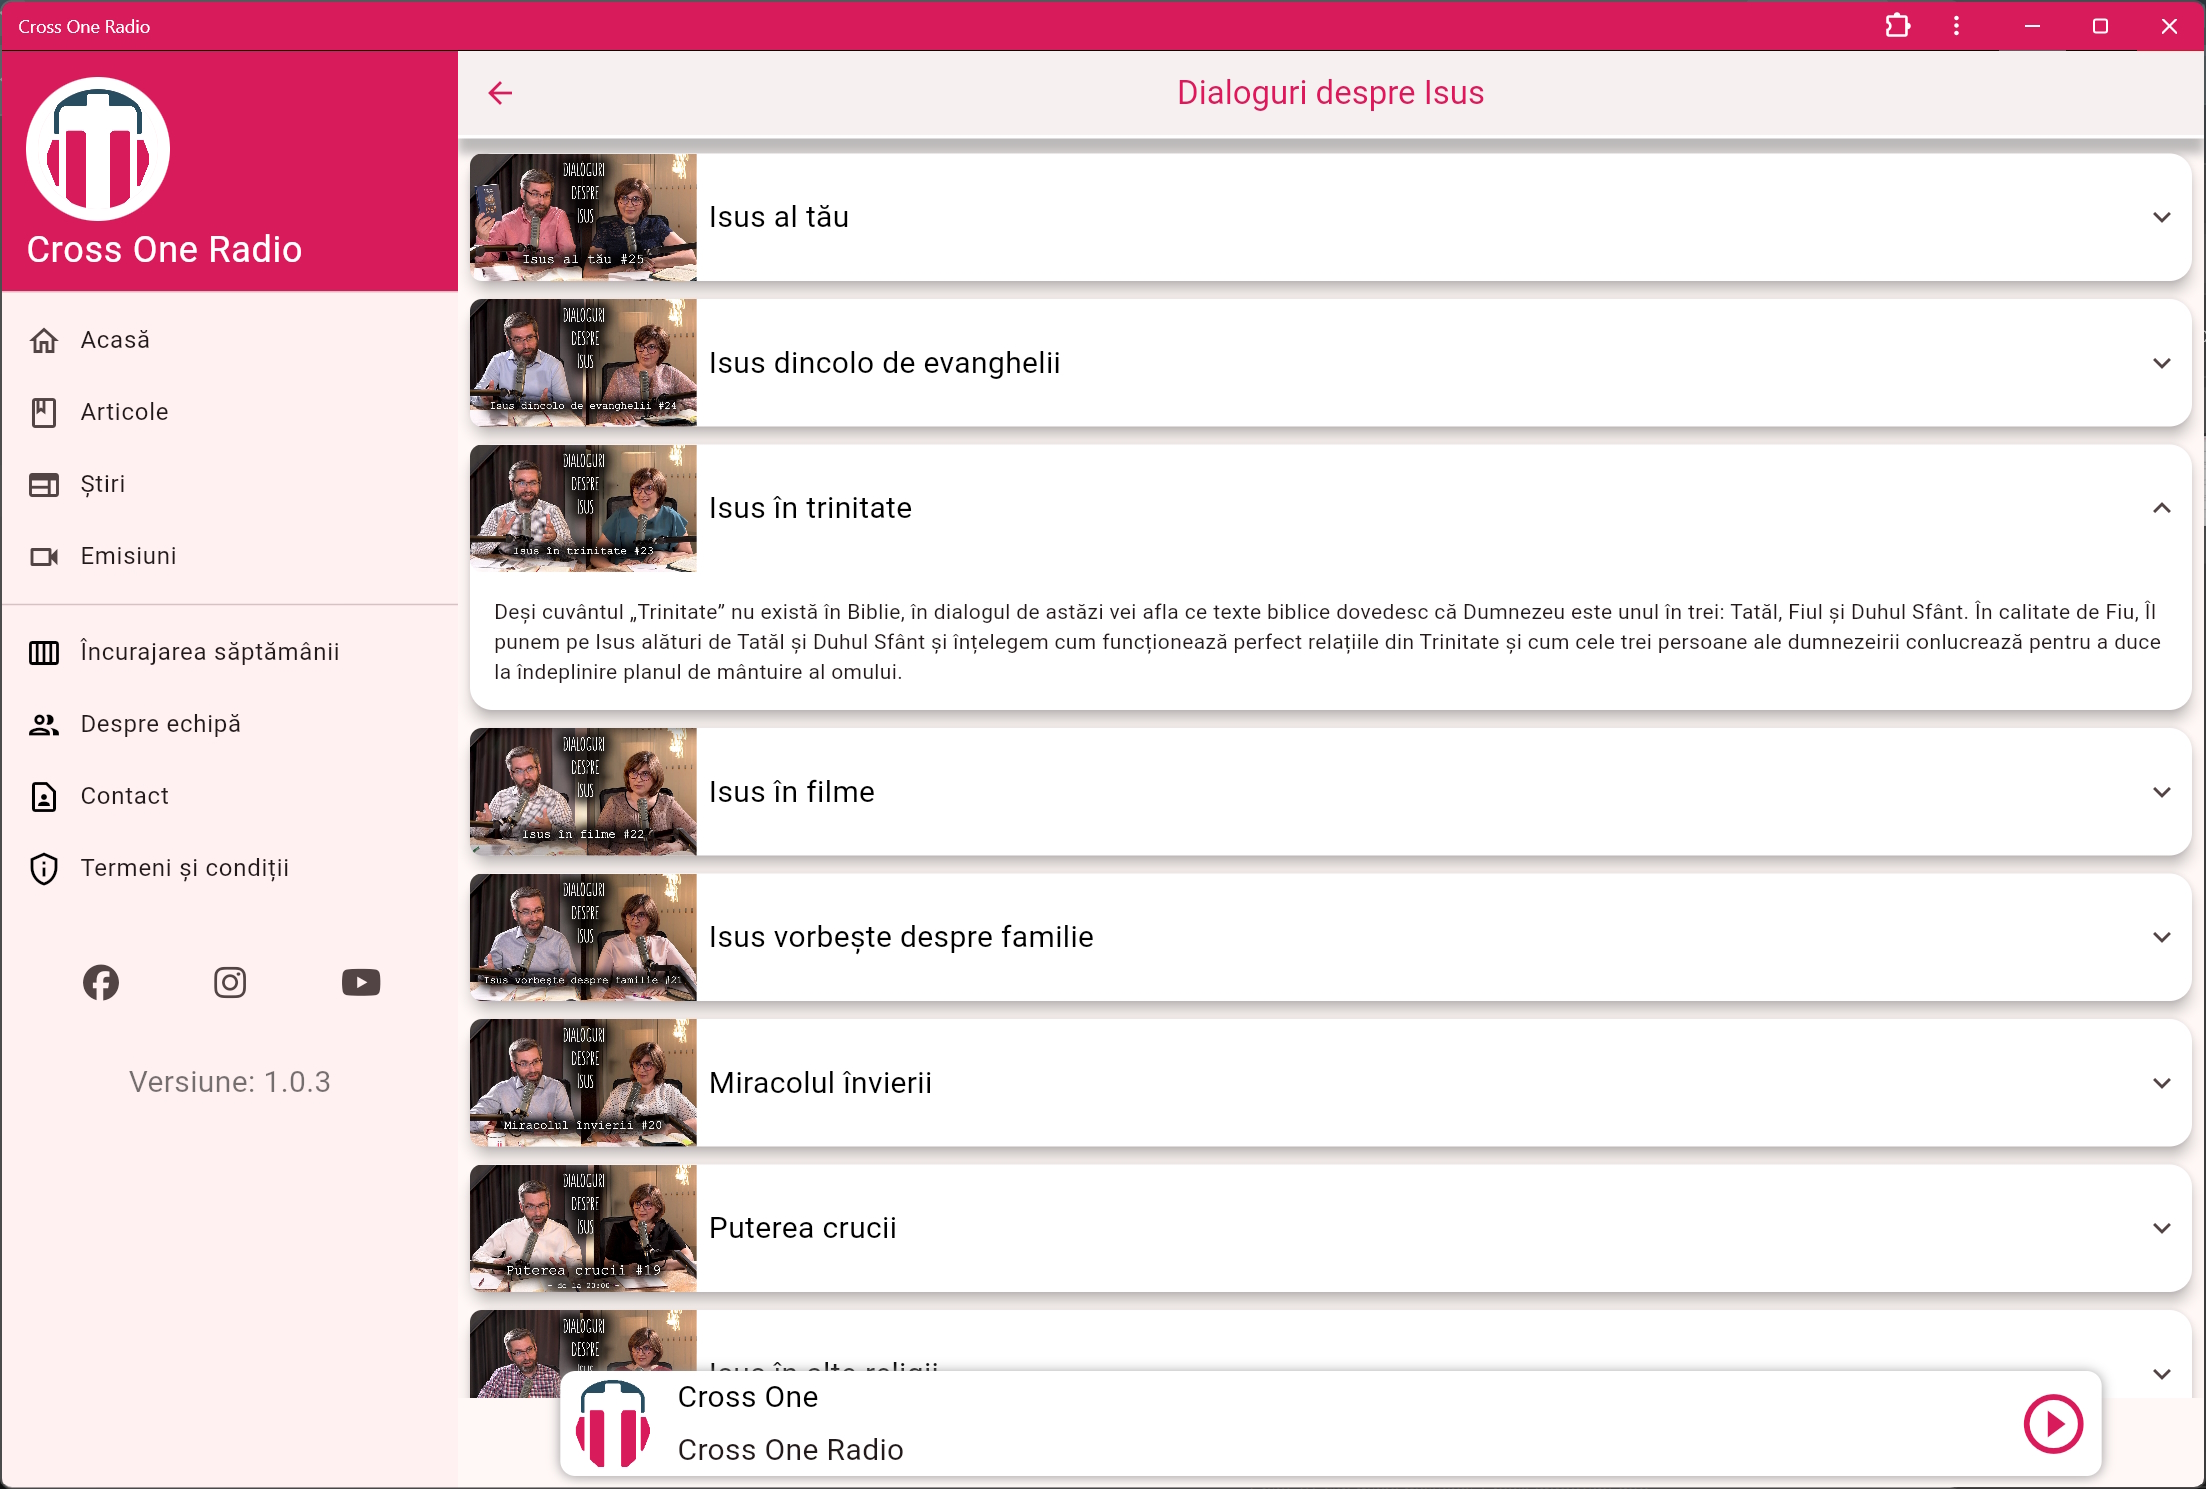 Cross One Radio
Cross One Radio
Acasă
Articole
Știri
Emisiuni
Încurajarea săptămânii
Despre echipă
Contact
Termeni și condiții
Versiune: 1.0.3
Dialoguri despre Isus
DIALOGURI
DESPRE
ISUS
Isus al tău #25
Isus al tău
DIALOGURI
DESPRE
ISUS
Isus dincolo de evanghelii #24
Isus dincolo de evanghelii
DIALOGURI
DESPRE
ISUS
Isus în trinitate #23
Isus în trinitate
Deși cuvântul „Trinitate” nu există în Biblie, în dialogul de astăzi vei afla ce texte biblice dovedesc că Dumnezeu este unul în trei: Tatăl, Fiul și Duhul Sfânt. În calitate de Fiu, Îl
punem pe Isus alături de Tatăl și Duhul Sfânt și înțelegem cum funcționează perfect relațiile din Trinitate și cum cele trei persoane ale dumnezeirii conlucrează pentru a duce
la îndeplinire planul de mântuire al omului.
DIALOGURI
DESPRE
ISUS
Isus în filme #22
Isus în filme
DIALOGURI
DESPRE
ISUS
Isus vorbește despre familie #21
Isus vorbește despre familie
DIALOGURI
DESPRE
ISUS
Miracolul învierii #20
Miracolul învierii
DIALOGURI
DESPRE
ISUS
Puterea crucii #19
- de la 20:00 -
Puterea crucii
DIALOGURI
DESPRE
ISUS
Isus în alte religii
Cross One
Cross One Radio